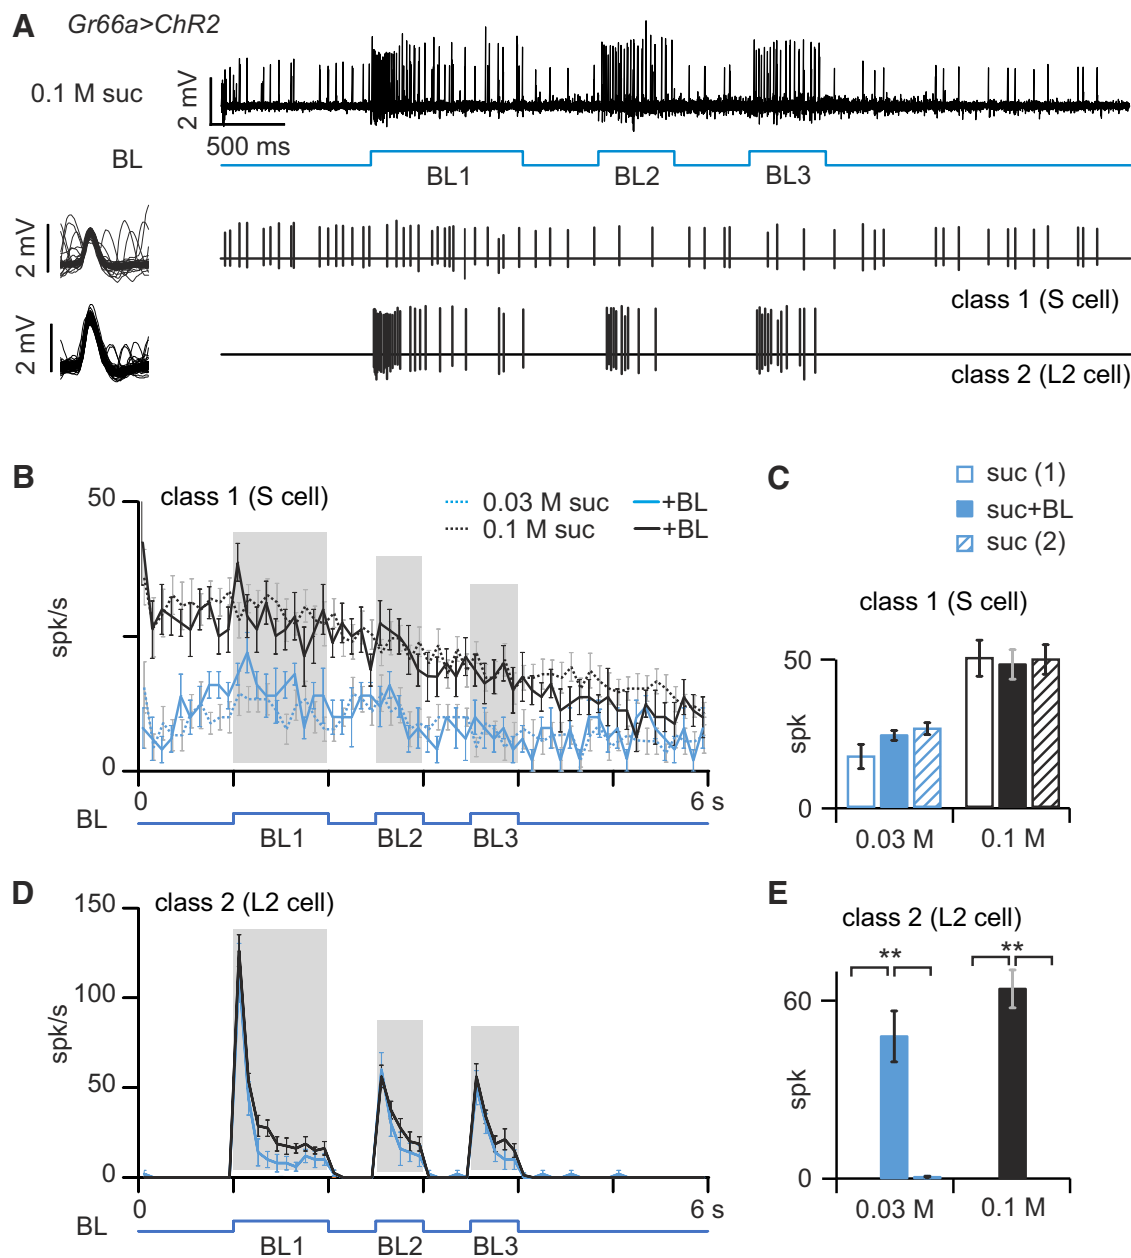 A Gr66a>ChR2
0.1 M suc
2 mV
500 ms
BL
BL1 BL2 BL3
2 mV
class 1 (S cell)
2 mV
class 2 (L2 cell)
B class 1 (S cell)
0.03 M suc +BL
0.1 M suc +BL
50
spk/s
0
0 6 s
BL
BL1 BL2 BL3
C
suc (1)
suc+BL
suc (2)
class 1 (S cell)
50
spk
0
0.03 M 0.1 M
D class 2 (L2 cell)
150
100
spk/s
50
0
0 6 s
BL
BL1 BL2 BL3
E
class 2 (L2 cell)
** **
60
spk
0
0.03 M 0.1 M